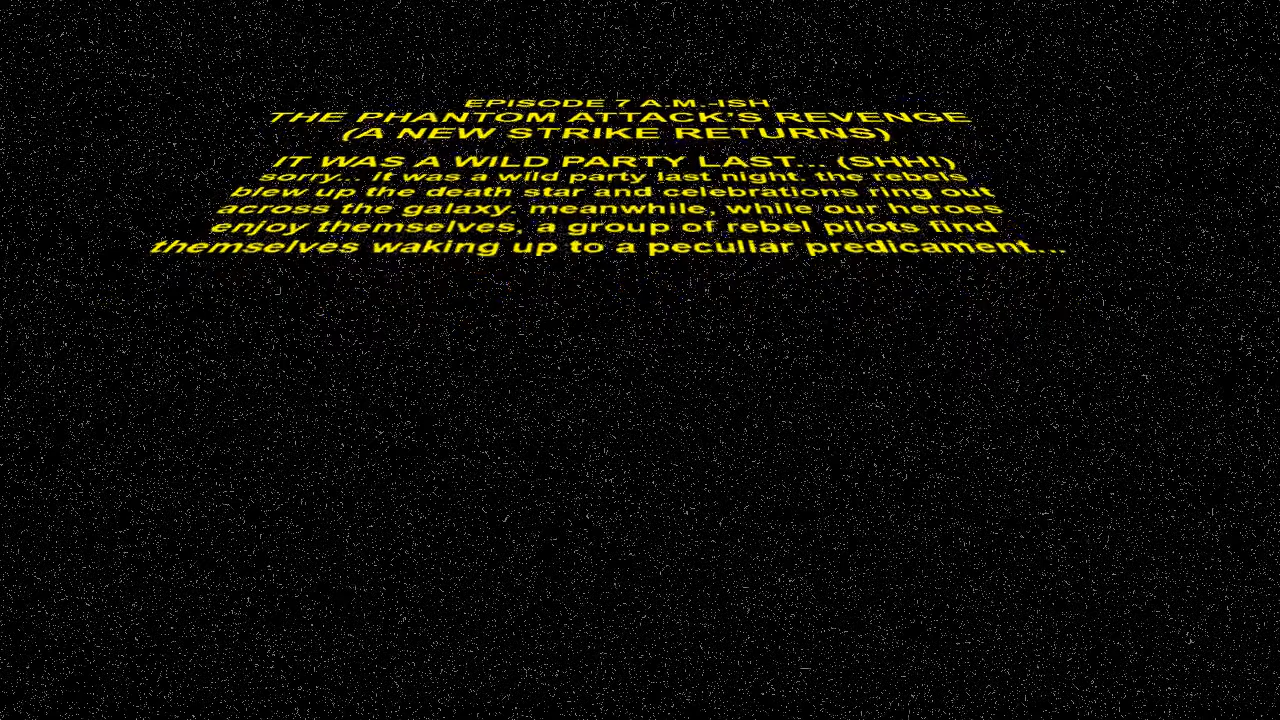 EPISODE 7 A.M.-ISH
THE PHANTOM ATTACK'S REVENGE
(A NEW STRIKE RETURNS)
IT WAS A WILD PARTY LAST... (SHH!)
sorry... it was a wild party last night. the rebels
blew up the death star and celebrations ring out
across the galaxy. meanwhile, while our heroes
enjoy themselves, a group of rebel pilots find
themselves waking up to a peculiar predicament...